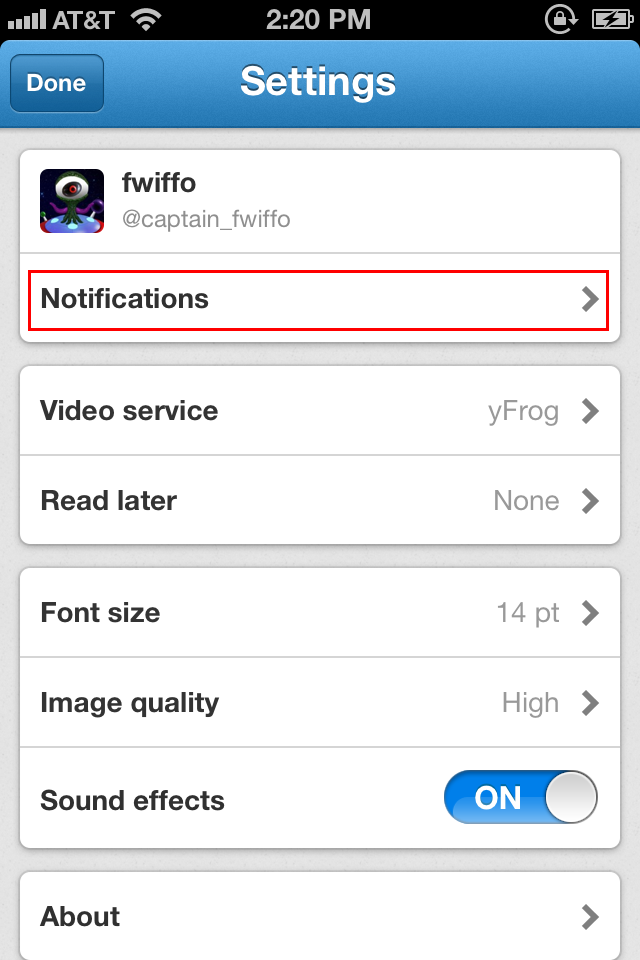 AT&T 2:20 PM
Done Settings
fwiffo
@captain_fwiffo
Notifications
Video service yFrog
Read later None
Font size 14 pt
Image quality High
Sound effects ON
About